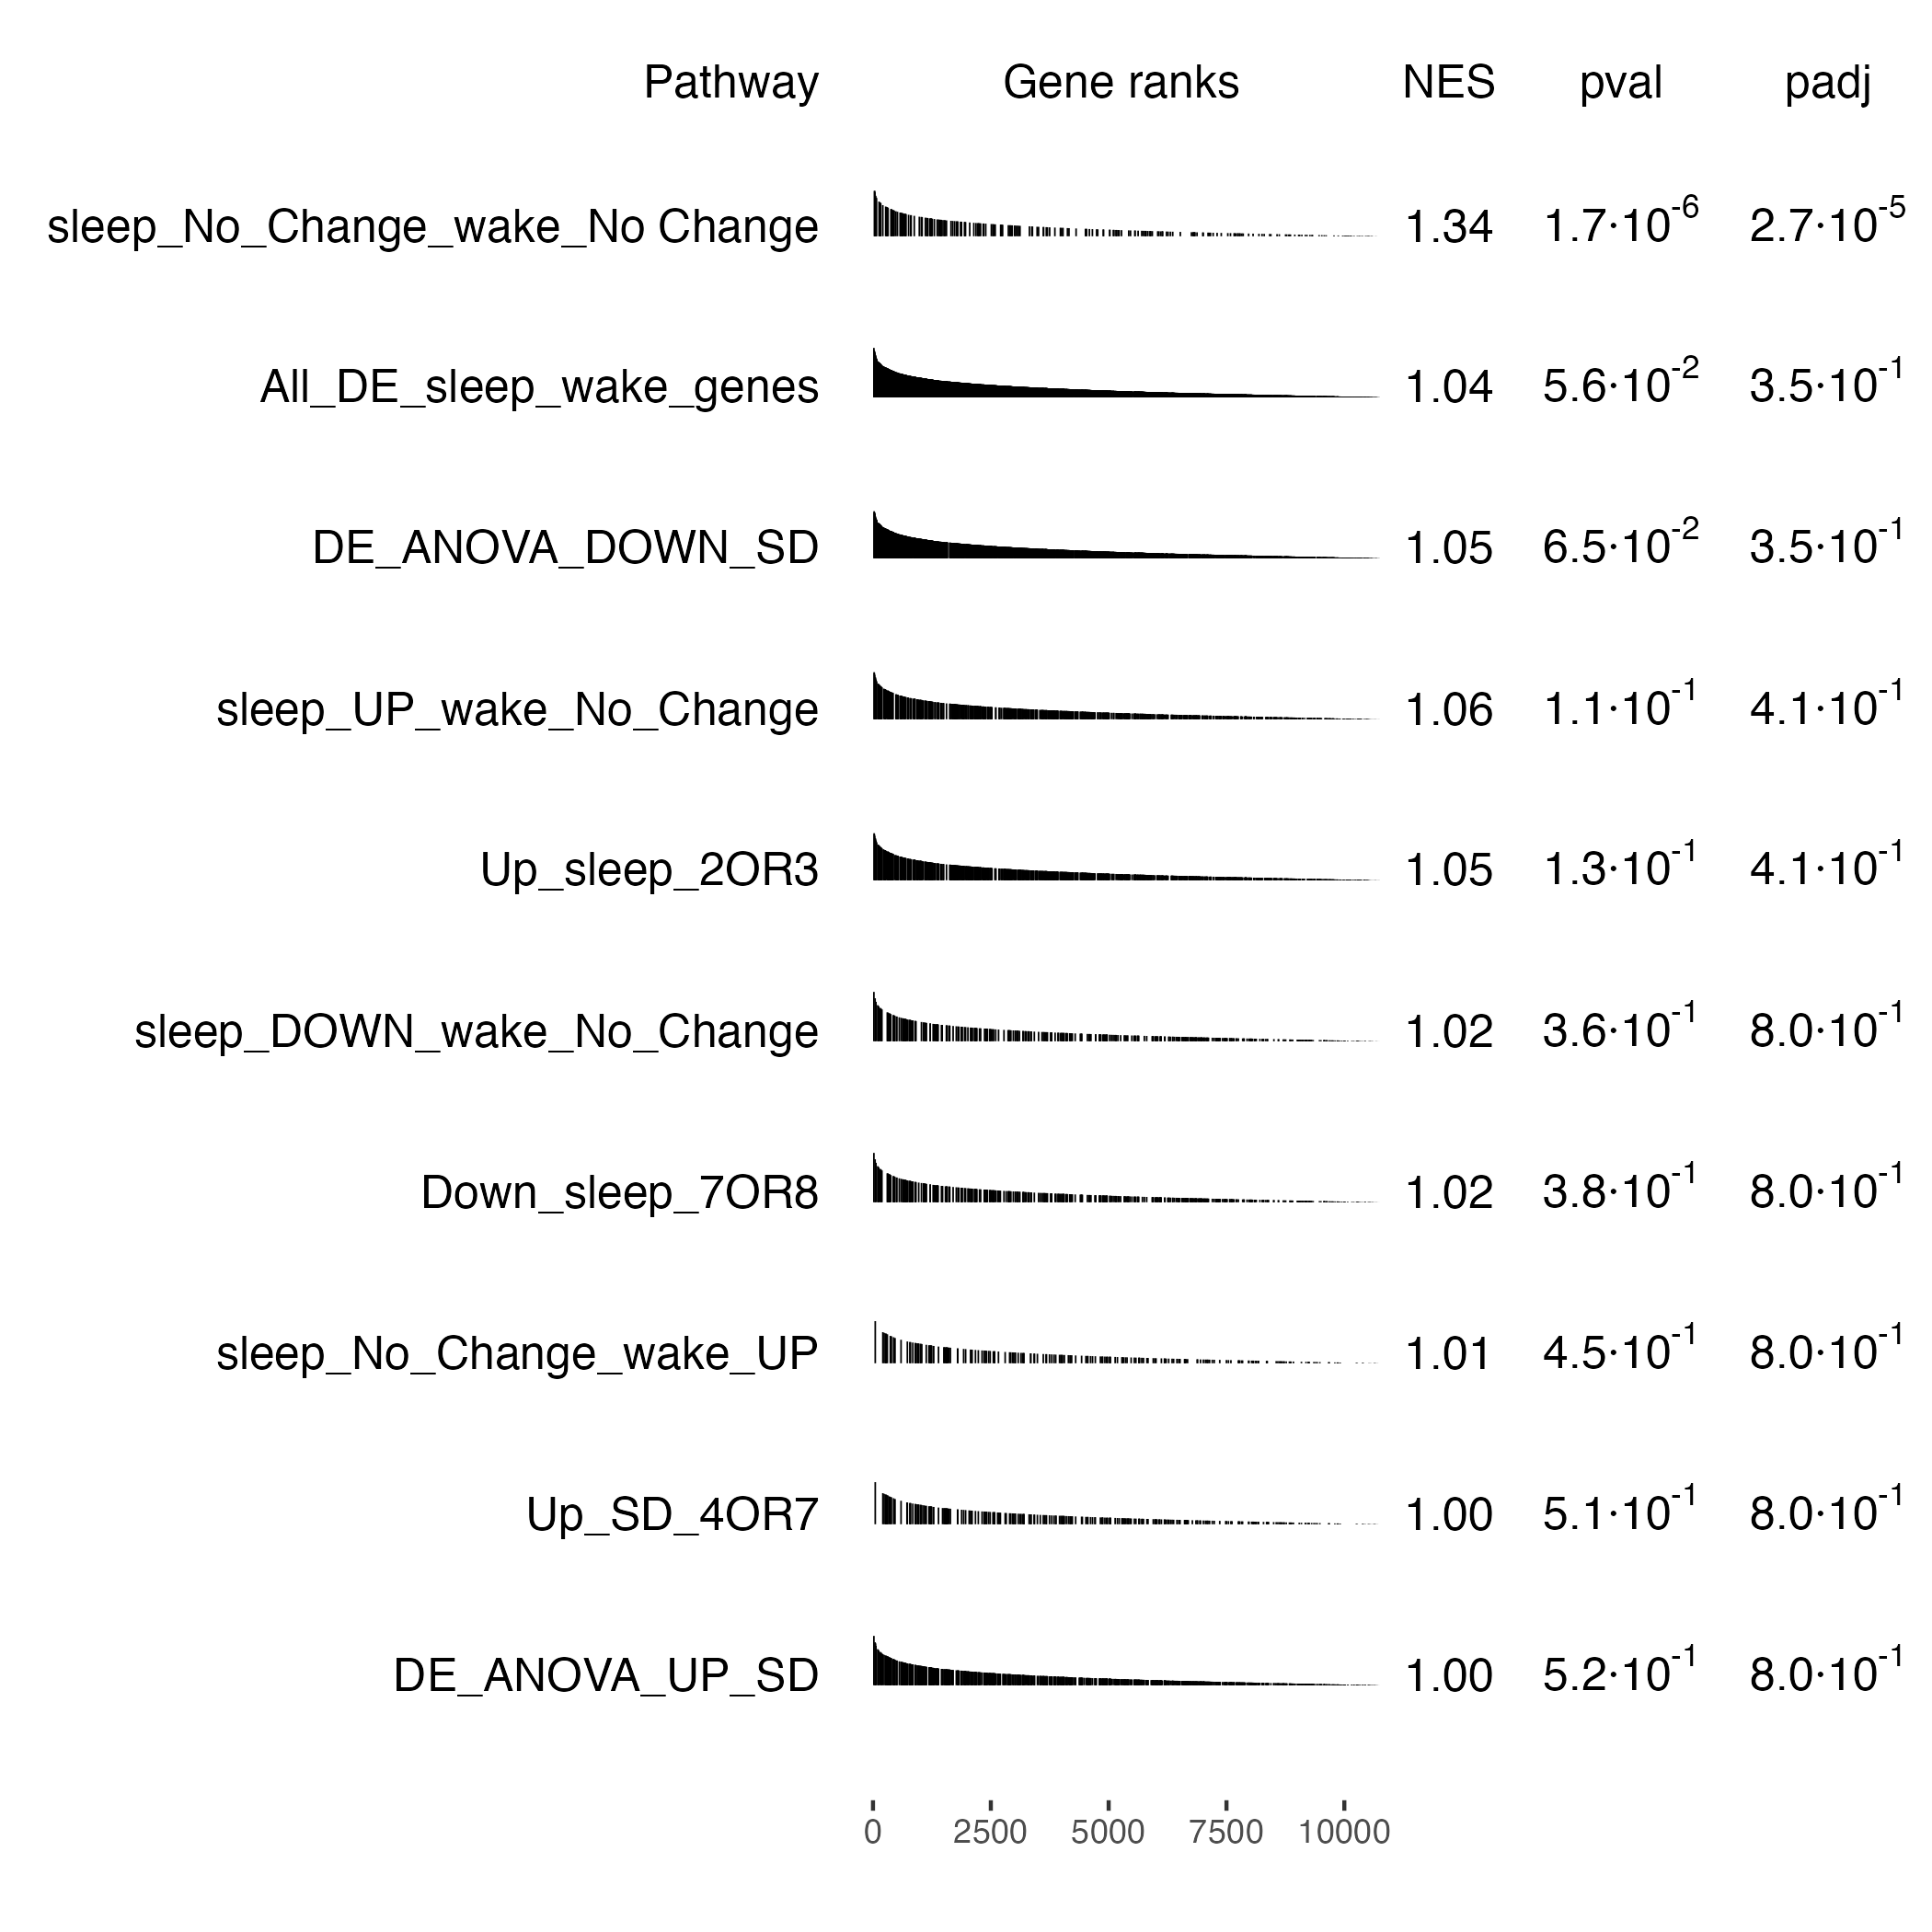 Pathway Gene ranks NES pval padj
sleep_No_Change_wake_No Change 1.34 1.7·10⁻⁶ 2.7·10⁻⁵
All_DE_sleep_wake_genes 1.04 5.6·10⁻² 3.5·10⁻¹
DE_ANOVA_DOWN_SD 1.05 6.5·10⁻² 3.5·10⁻¹
sleep_UP_wake_No_Change 1.06 1.1·10⁻¹ 4.1·10⁻¹
Up_sleep_2OR3 1.05 1.3·10⁻¹ 4.1·10⁻¹
sleep_DOWN_wake_No_Change 1.02 3.6·10⁻¹ 8.0·10⁻¹
Down_sleep_7OR8 1.02 3.8·10⁻¹ 8.0·10⁻¹
sleep_No_Change_wake_UP 1.01 4.5·10⁻¹ 8.0·10⁻¹
Up_SD_4OR7 1.00 5.1·10⁻¹ 8.0·10⁻¹
DE_ANOVA_UP_SD 1.00 5.2·10⁻¹ 8.0·10⁻¹
0 2500 5000 7500 10000